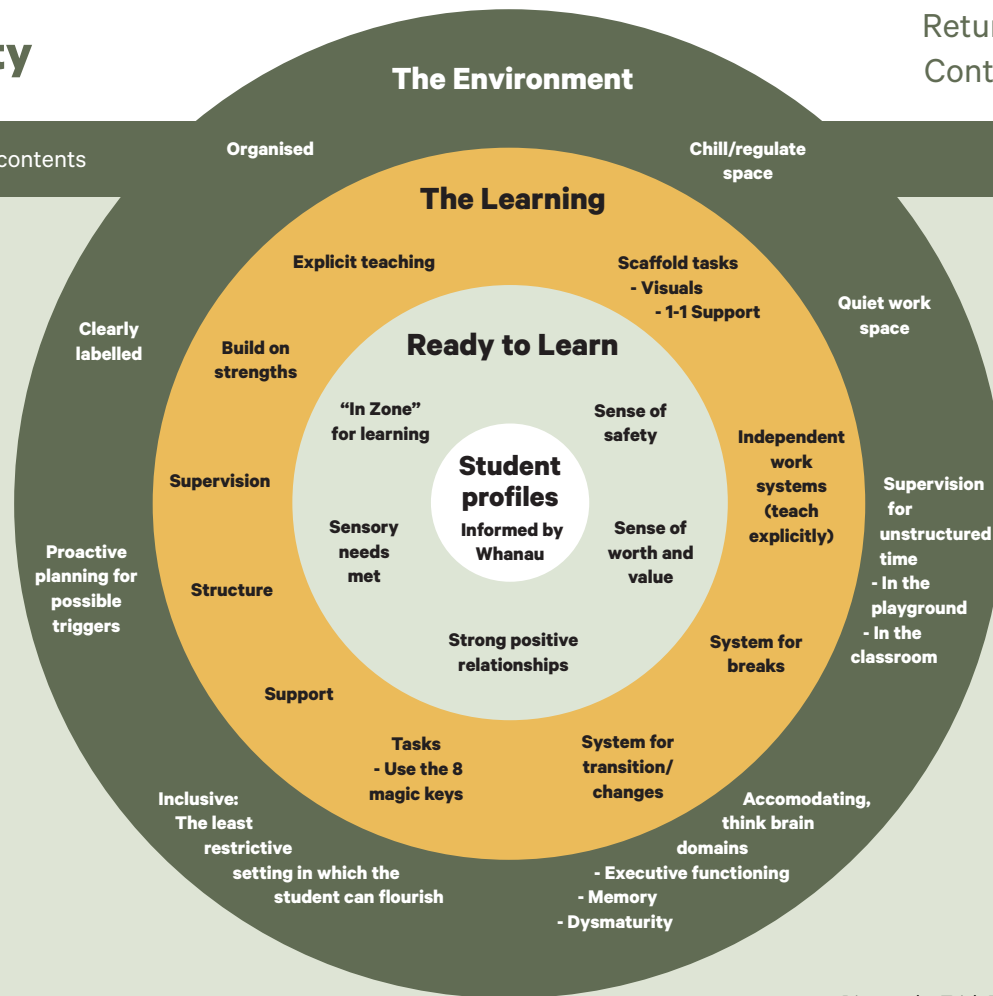 The Environment
Organised
contents
Chill/regulate
space
Clearly
labelled
Quiet work
space
Proactive
planning for
possible
triggers
Supervision
for
unstructured
time
- In the
playground
- In the
classroom
Inclusive:
The least
restrictive
setting in which the
student can flourish
Accomodating,
think brain
domains
- Executive functioning
- Memory
- Dysmaturity
The Learning
Explicit teaching
Scaffold tasks
- Visuals
- 1-1 Support
Build on
strengths
Supervision
Structure
Support
Tasks
- Use the 8
magic keys
Independent
work
systems
(teach
explicitly)
System for
breaks
System for
transition/
changes
Ready to Learn
“In Zone”
for learning
Sense of
safety
Sensory
needs
met
Sense of
worth and
value
Strong positive
relationships
Student
profiles
Informed by
Whanau